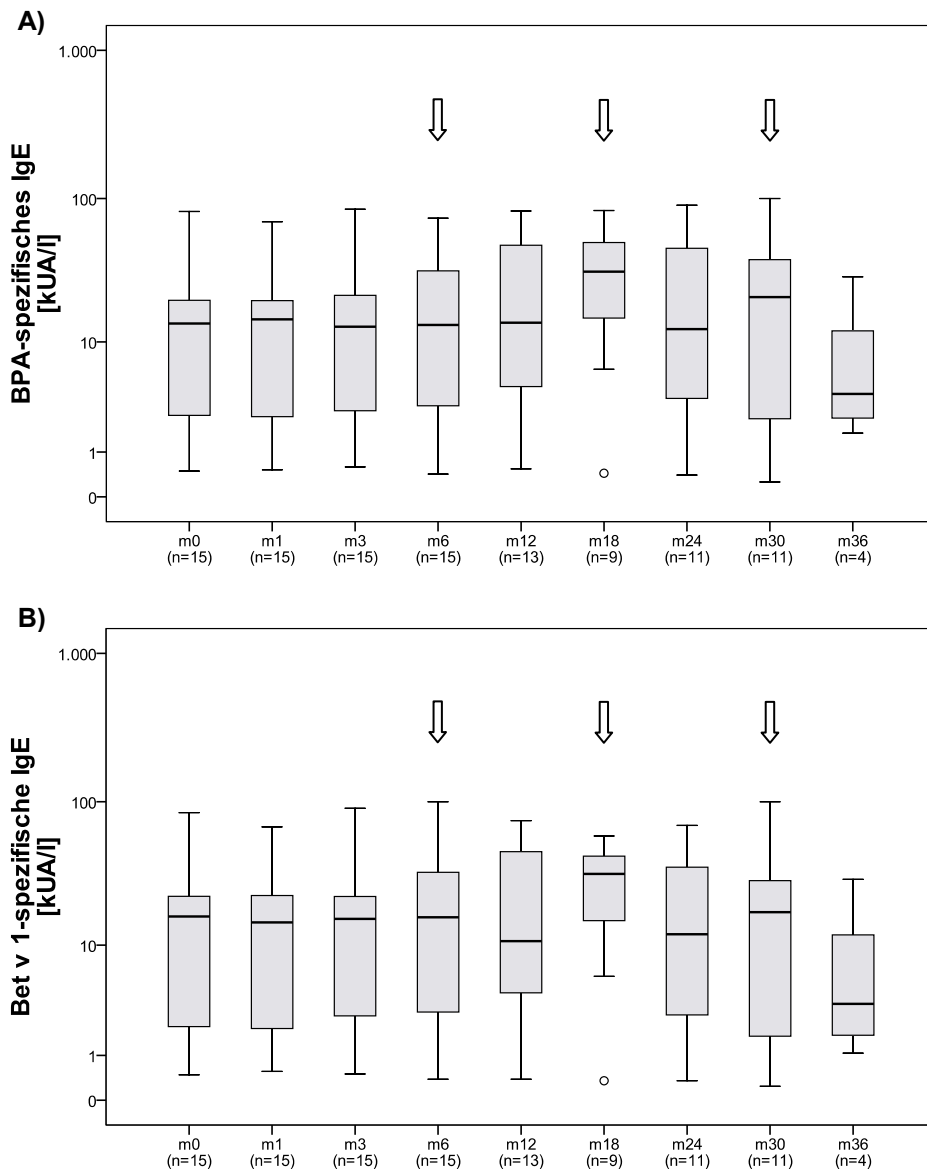 A)
BPA-spezifisches IgE
[kUA/l]
1.000
100
10
1
0
m0 m1 m3 m6 m12 m18 m24 m30 m36
(n=15) (n=15) (n=15) (n=15) (n=13) (n=9) (n=11) (n=11) (n=4)
B)
Bet v 1-spezifische IgE
[kUA/l]
1.000
100
10
1
0
m0 m1 m3 m6 m12 m18 m24 m30 m36
(n=15) (n=15) (n=15) (n=15) (n=13) (n=9) (n=11) (n=11) (n=4)